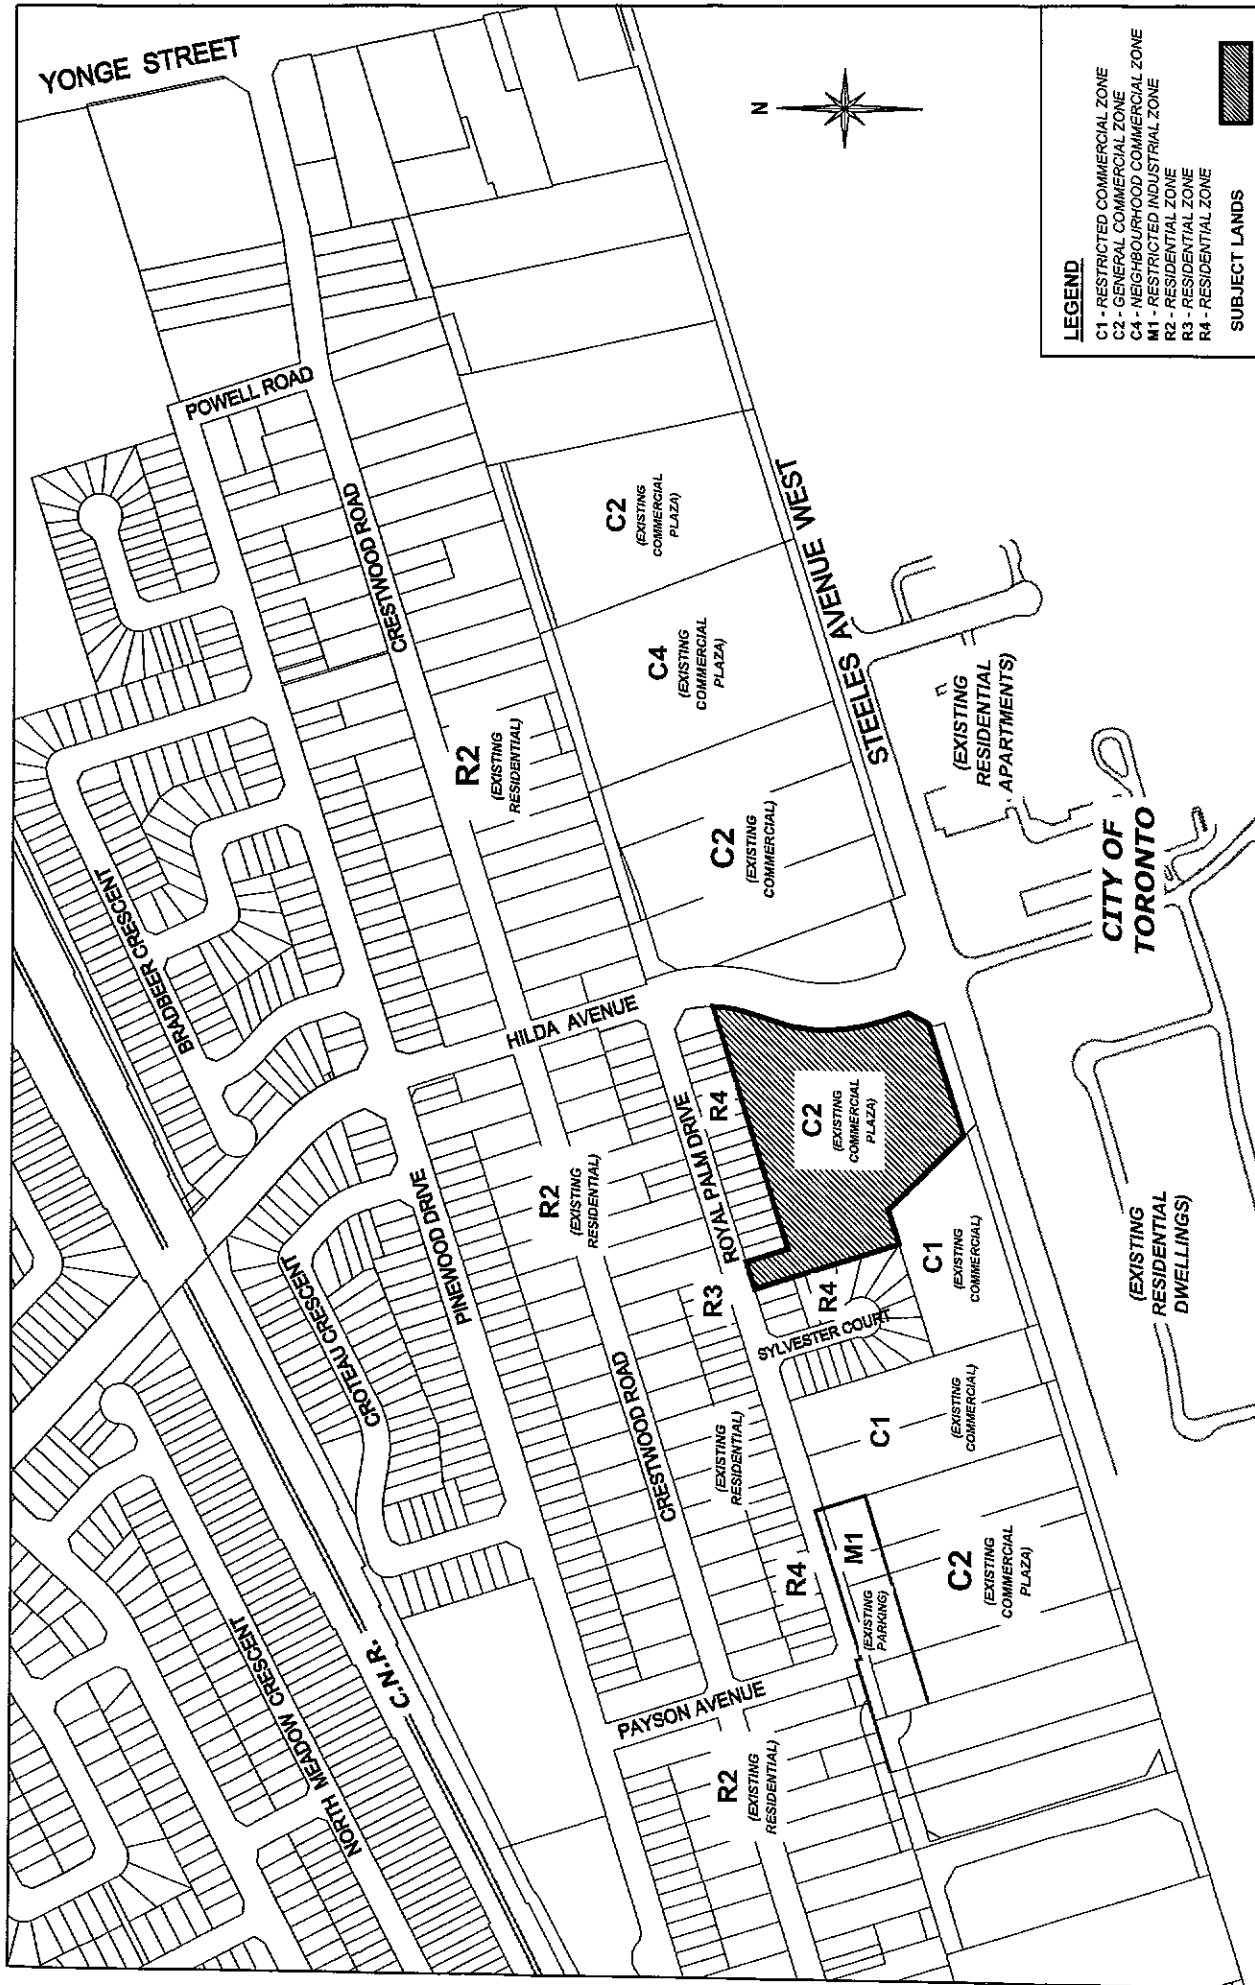 YONGE STREET
N
POWELL ROAD
CRESTWOOD ROAD
BRADBEER CRESCENT
R2
(EXISTING
RESIDENTIAL)
C2
(EXISTING
COMMERCIAL
PLAZA)
C4
(EXISTING
COMMERCIAL
PLAZA)
C2
(EXISTING
COMMERCIAL)
STEELES AVENUE WEST
(EXISTING
RESIDENTIAL
APARTMENTS)
CITY OF
TORONTO
HILDA AVENUE
CROTEAU CRESCENT
PINEWOOD DRIVE
R2
(EXISTING
RESIDENTIAL)
R4
ROYAL PALM DRIVE
C2
(EXISTING
COMMERCIAL
PLAZA)
R3
R4
SYLVESTER COURT
C1
(EXISTING
COMMERCIAL)
(EXISTING
RESIDENTIAL
DWELLINGS)
CRESTWOOD ROAD
(EXISTING
RESIDENTIAL)
C1
(EXISTING
COMMERCIAL)
R4
M1
(EXISTING
PARKING)
C2
(EXISTING
COMMERCIAL
PLAZA)
NORTH MEADOW CRESCENT
C.N.R.
PAYSON AVENUE
R2
(EXISTING
RESIDENTIAL)
LEGEND
C1 - RESTRICTED COMMERCIAL ZONE
C2 - GENERAL COMMERCIAL ZONE
C4 - NEIGHBOURHOOD COMMERCIAL ZONE
M1 - RESTRICTED INDUSTRIAL ZONE
R2 - RESIDENTIAL ZONE
R3 - RESIDENTIAL ZONE
R4 - RESIDENTIAL ZONE
SUBJECT LANDS